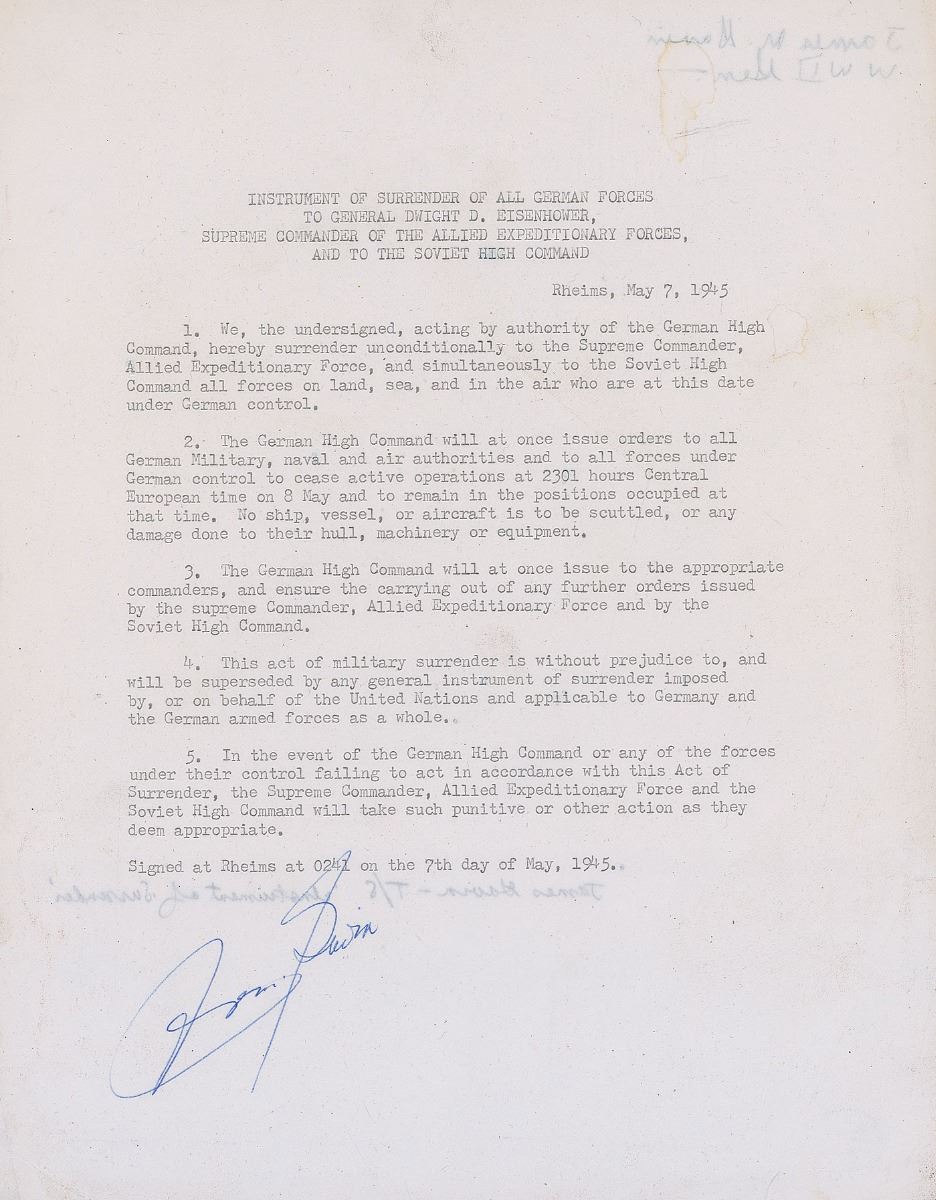 James M. Gavin
WW II Gen
INSTRUMENT OF SURRENDER OF ALL GERMAN FORCES
TO GENERAL DWIGHT D. EISENHOWER,
SUPREME COMMANDER OF THE ALLIED EXPEDITIONARY FORCES,
AND TO THE SOVIET HIGH COMMAND
Rheims, May 7, 1945
1. We, the undersigned, acting by authority of the German High
Command, hereby surrender unconditionally to the Supreme Commander,
Allied Expeditionary Force, and simultaneously to the Soviet High
Command all forces on land, sea, and in the air who are at this date
under German control.
2. The German High Command will at once issue orders to all
German Military, naval and air authorities and to all forces under
German control to cease active operations at 2301 hours Central
European time on 8 May and to remain in the positions occupied at
that time. No ship, vessel, or aircraft is to be scuttled, or any
damage done to their hull, machinery or equipment.
3. The German High Command will at once issue to the appropriate
commanders, and ensure the carrying out of any further orders issued
by the supreme Commander, Allied Expeditionary Force and by the
Soviet High Command.
4. This act of military surrender is without prejudice to, and
will be superseded by any general instrument of surrender imposed
by, or on behalf of the United Nations and applicable to Germany and
the German armed forces as a whole..
5. In the event of the German High Command or any of the forces
under their control failing to act in accordance with this Act of
Surrender, the Supreme Commander, Allied Expeditionary Force and the
Soviet High Command will take such punitive or other action as they
deem appropriate.
Signed at Rheims at 0241 on the 7th day of May, 1945..
James Gavin - T/S "Instrument of Surrender"
James Gavin